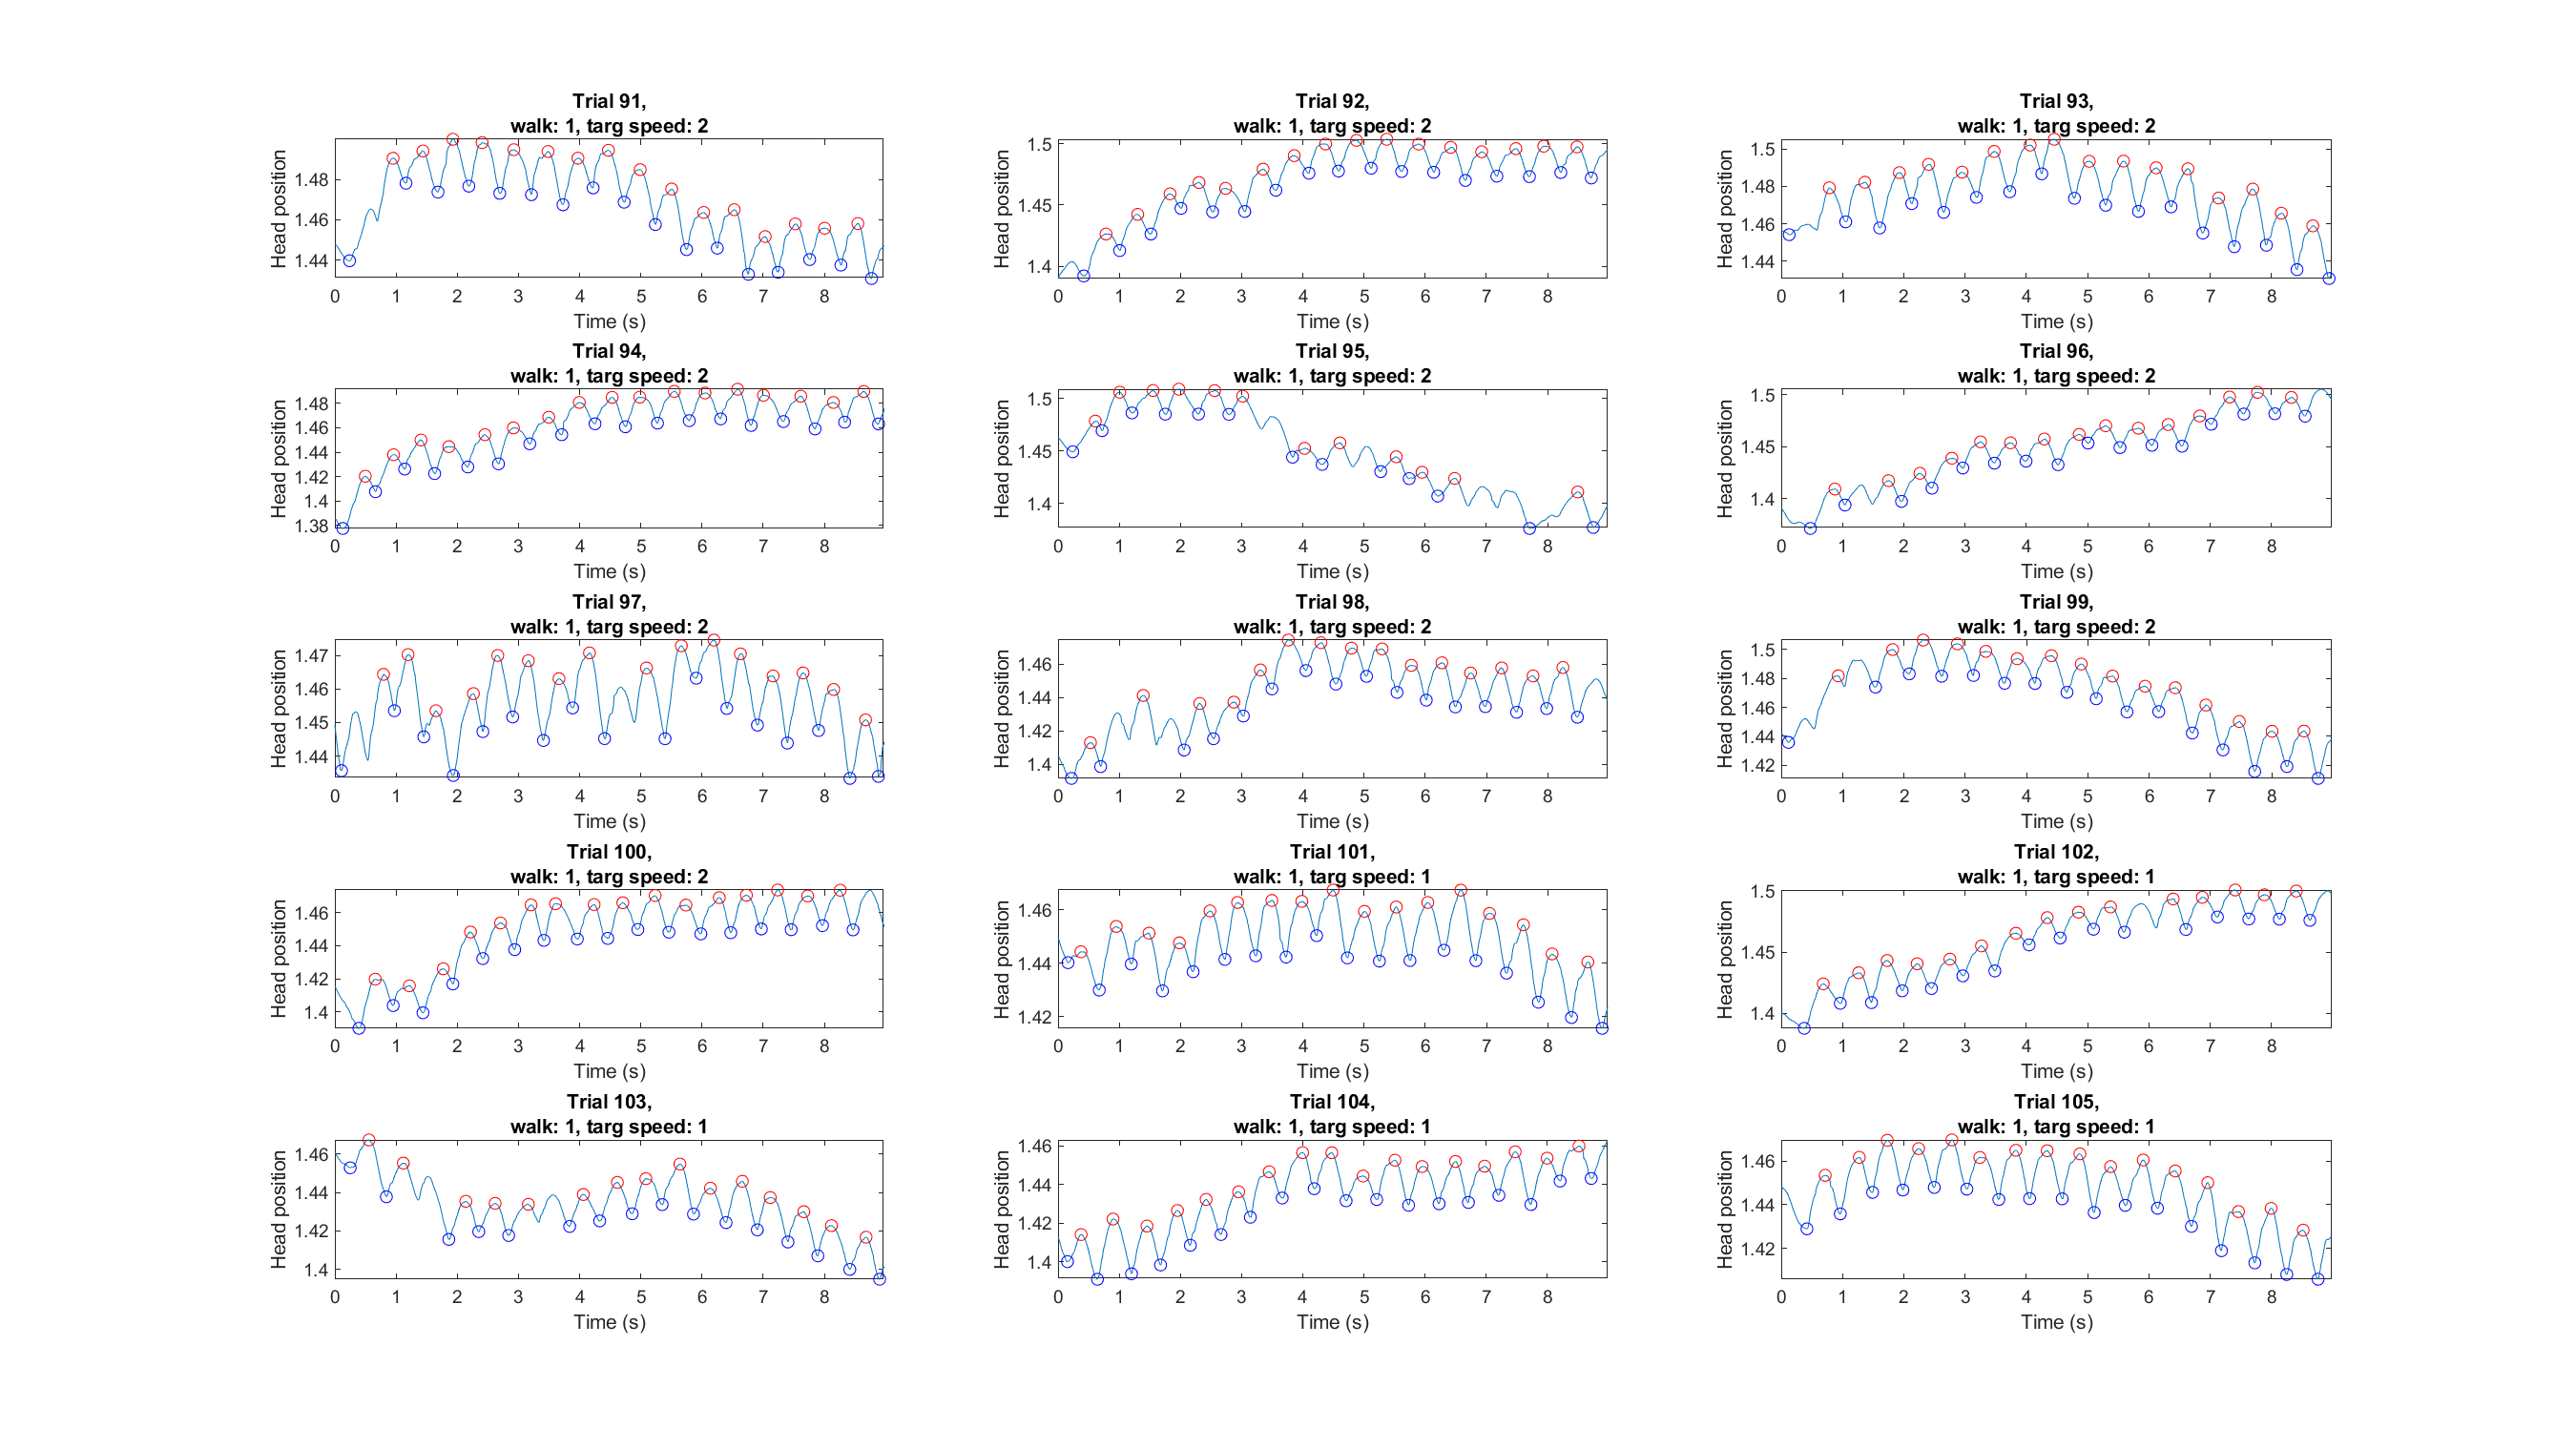 Trial 91,
walk: 1, targ speed: 2
Head position
1.48
1.46
1.44
0 1 2 3 4 5 6 7 8
Time (s)
Trial 92,
walk: 1, targ speed: 2
Head position
1.5
1.45
1.4
0 1 2 3 4 5 6 7 8
Time (s)
Trial 93,
walk: 1, targ speed: 2
Head position
1.5
1.48
1.46
1.44
0 1 2 3 4 5 6 7 8
Time (s)
Trial 94,
walk: 1, targ speed: 2
Head position
1.48
1.46
1.44
1.42
1.4
1.38
0 1 2 3 4 5 6 7 8
Time (s)
Trial 95,
walk: 1, targ speed: 2
Head position
1.5
1.45
1.4
0 1 2 3 4 5 6 7 8
Time (s)
Trial 96,
walk: 1, targ speed: 2
Head position
1.5
1.45
1.4
0 1 2 3 4 5 6 7 8
Time (s)
Trial 97,
walk: 1, targ speed: 2
Head position
1.47
1.46
1.45
1.44
0 1 2 3 4 5 6 7 8
Time (s)
Trial 98,
walk: 1, targ speed: 2
Head position
1.46
1.44
1.42
1.4
0 1 2 3 4 5 6 7 8
Time (s)
Trial 99,
walk: 1, targ speed: 2
Head position
1.5
1.48
1.46
1.44
1.42
0 1 2 3 4 5 6 7 8
Time (s)
Trial 100,
walk: 1, targ speed: 2
Head position
1.46
1.44
1.42
1.4
0 1 2 3 4 5 6 7 8
Time (s)
Trial 101,
walk: 1, targ speed: 1
Head position
1.46
1.44
1.42
0 1 2 3 4 5 6 7 8
Time (s)
Trial 102,
walk: 1, targ speed: 1
Head position
1.5
1.45
1.4
0 1 2 3 4 5 6 7 8
Time (s)
Trial 103,
walk: 1, targ speed: 1
Head position
1.46
1.44
1.42
1.4
0 1 2 3 4 5 6 7 8
Time (s)
Trial 104,
walk: 1, targ speed: 1
Head position
1.46
1.44
1.42
1.4
0 1 2 3 4 5 6 7 8
Time (s)
Trial 105,
walk: 1, targ speed: 1
Head position
1.46
1.44
1.42
0 1 2 3 4 5 6 7 8
Time (s)